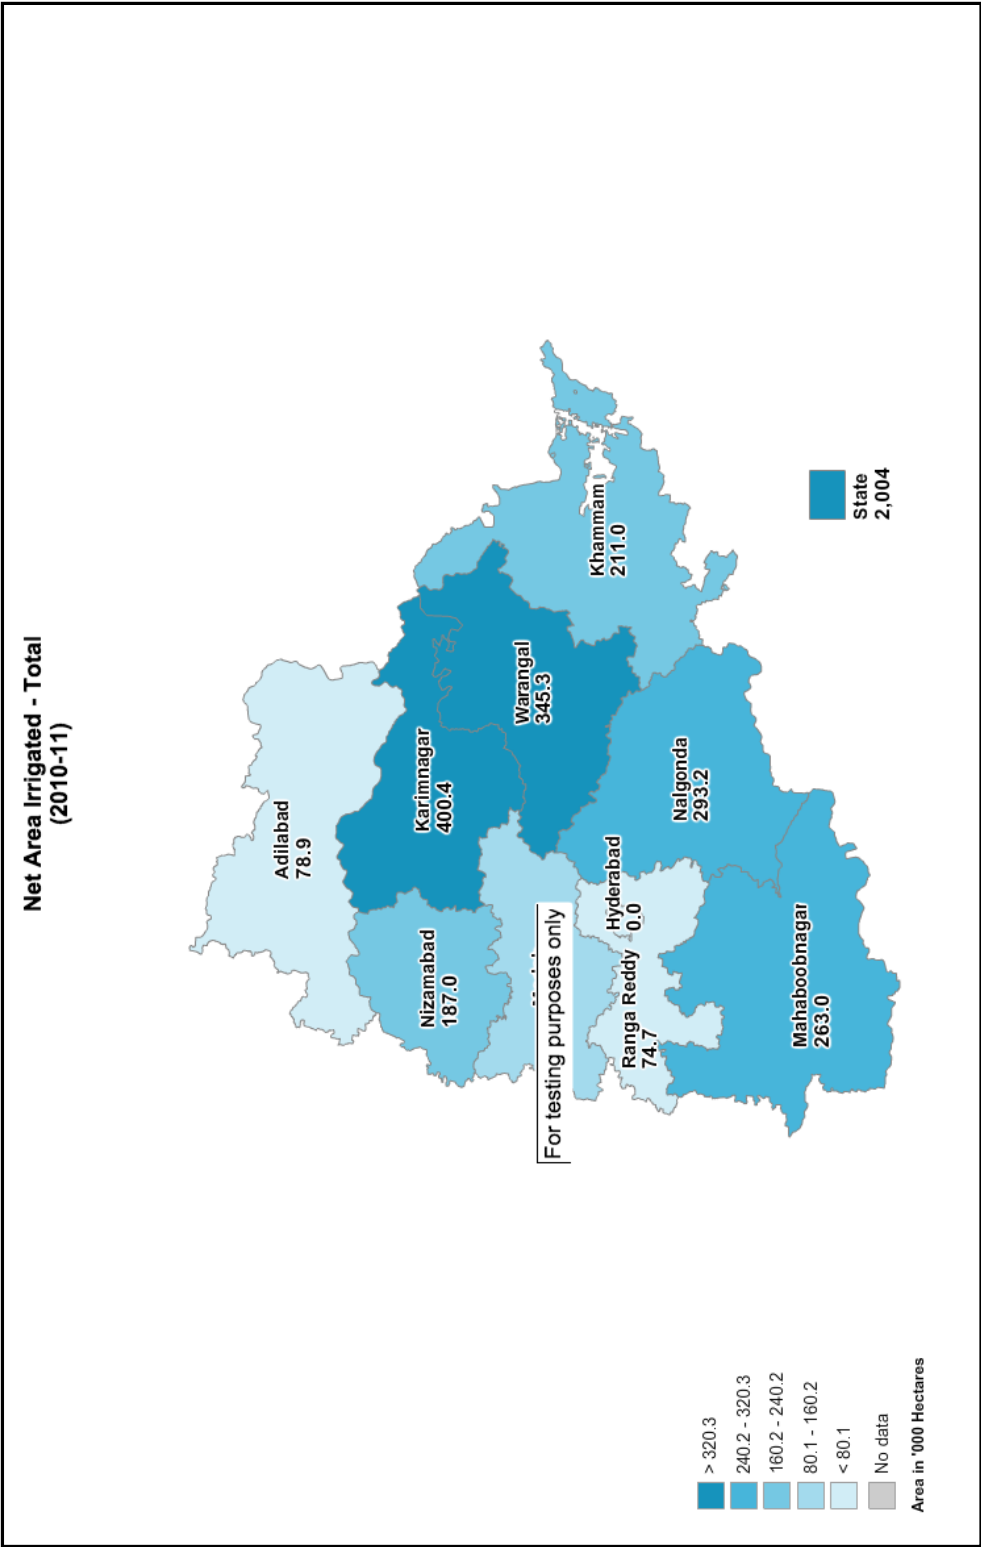 Net Area Irrigated - Total
(2010-11)
Adilabad
78.9
Nizamabad
187.0
Karimnagar
400.4
Warangal
345.3
Khammam
211.0
For testing purposes only
Hyderabad
0.0
Ranga Reddy
74.7
Nalgonda
293.2
Mahaboobnagar
263.0
State
2,004
> 320.3
240.2 - 320.3
160.2 - 240.2
80.1 - 160.2
< 80.1
No data
Area in '000 Hectares